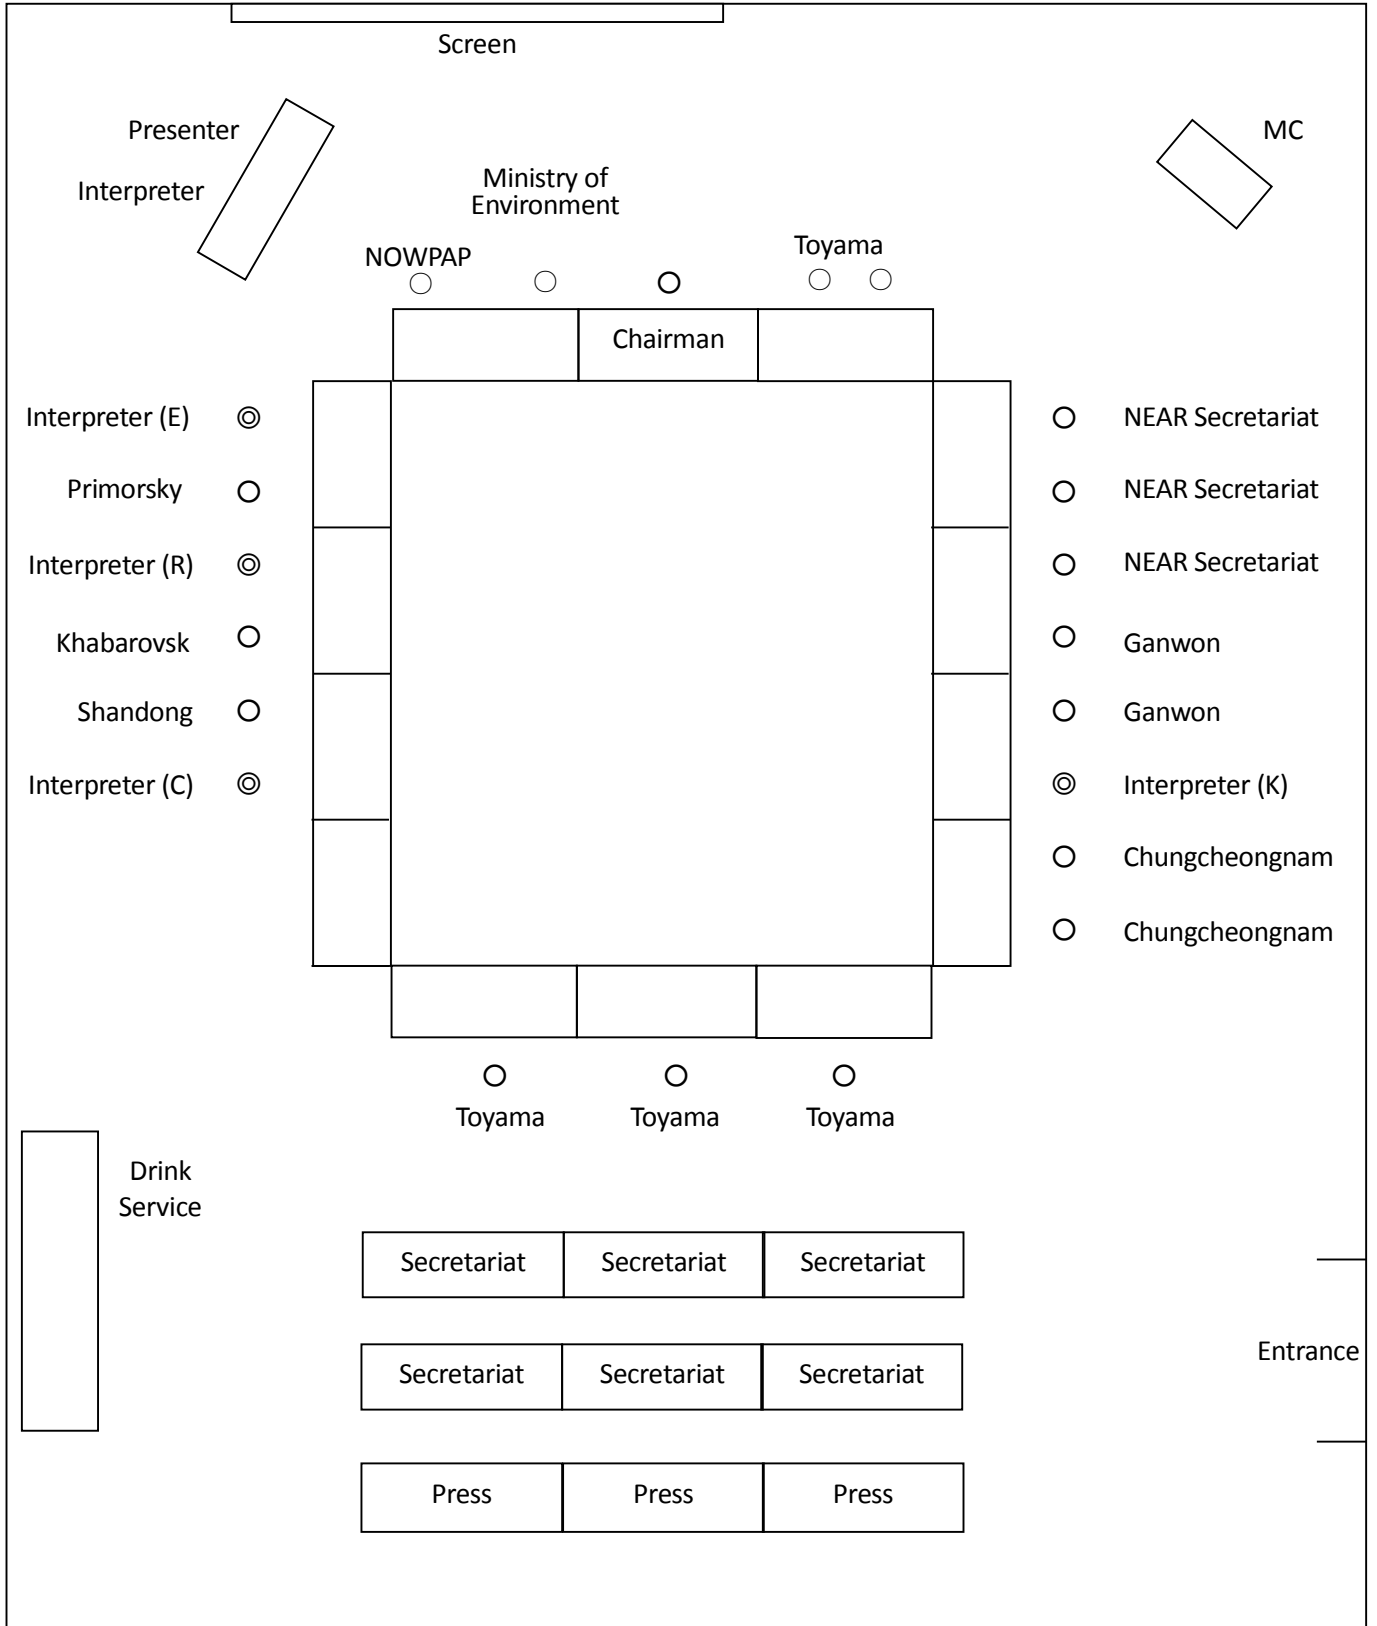 Screen
Presenter
MC
Interpreter
Ministry of
Environment
NOWPAP
Toyama
Chairman
Interpreter (E)
NEAR Secretariat
Primorsky
NEAR Secretariat
Interpreter (R)
NEAR Secretariat
Khabarovsk
Ganwon
Shandong
Ganwon
Interpreter (C)
Interpreter (K)
Chungcheongnam
Chungcheongnam
Toyama
Toyama
Toyama
Drink
Service
Secretariat
Secretariat
Secretariat
Entrance
Secretariat
Secretariat
Secretariat
Press
Press
Press